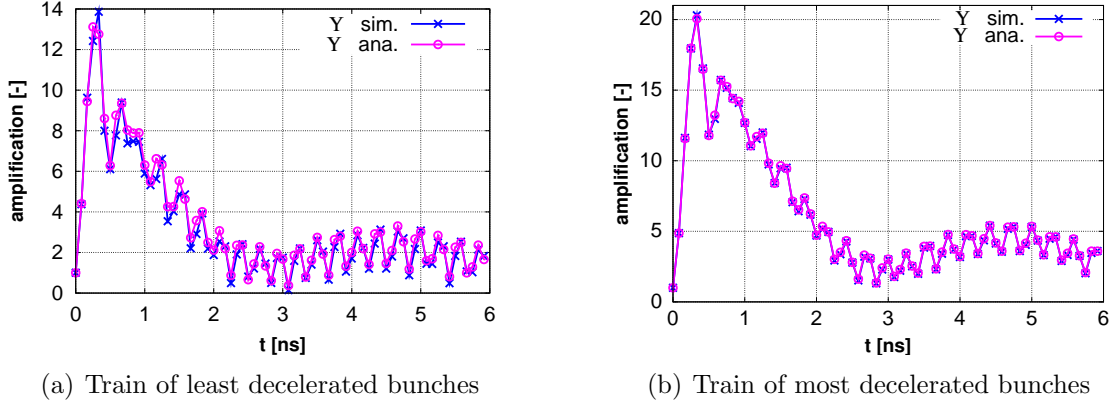 14
12
10
8
6
4
2
0
amplification [-]
Υ sim.
Υ ana.
0 1 2 3 4 5 6
t [ns]
(a) Train of least decelerated bunches
20
15
10
5
0
amplification [-]
Υ sim.
Υ ana.
0 1 2 3 4 5 6
t [ns]
(b) Train of most decelerated bunches